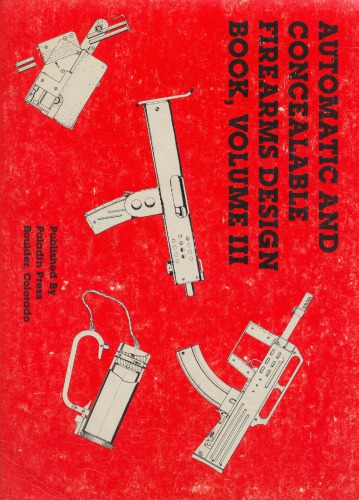 AUTOMATIC AND
CONCEALABLE
FIREARMS DESIGN
BOOK, VOLUME III
Published By
Paladin Press
Boulder, Colorado